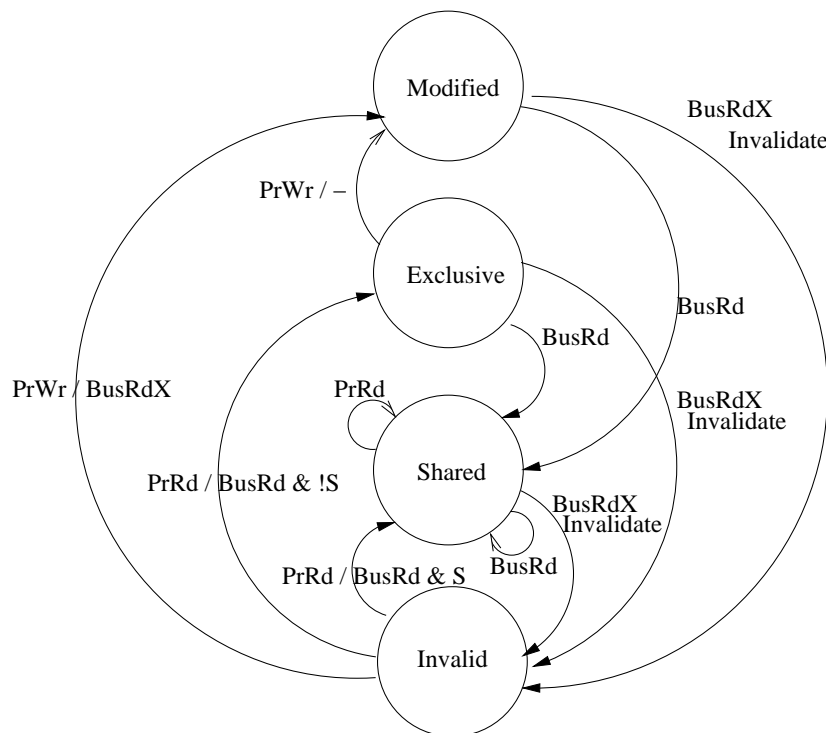 Modified
BusRdX
Invalidate
PrWr / –
Exclusive
BusRd
BusRd
PrRd
PrWr / BusRdX
BusRdX
Invalidate
PrRd / BusRd & !S
Shared
BusRdX
Invalidate
BusRd
PrRd / BusRd & S
Invalid